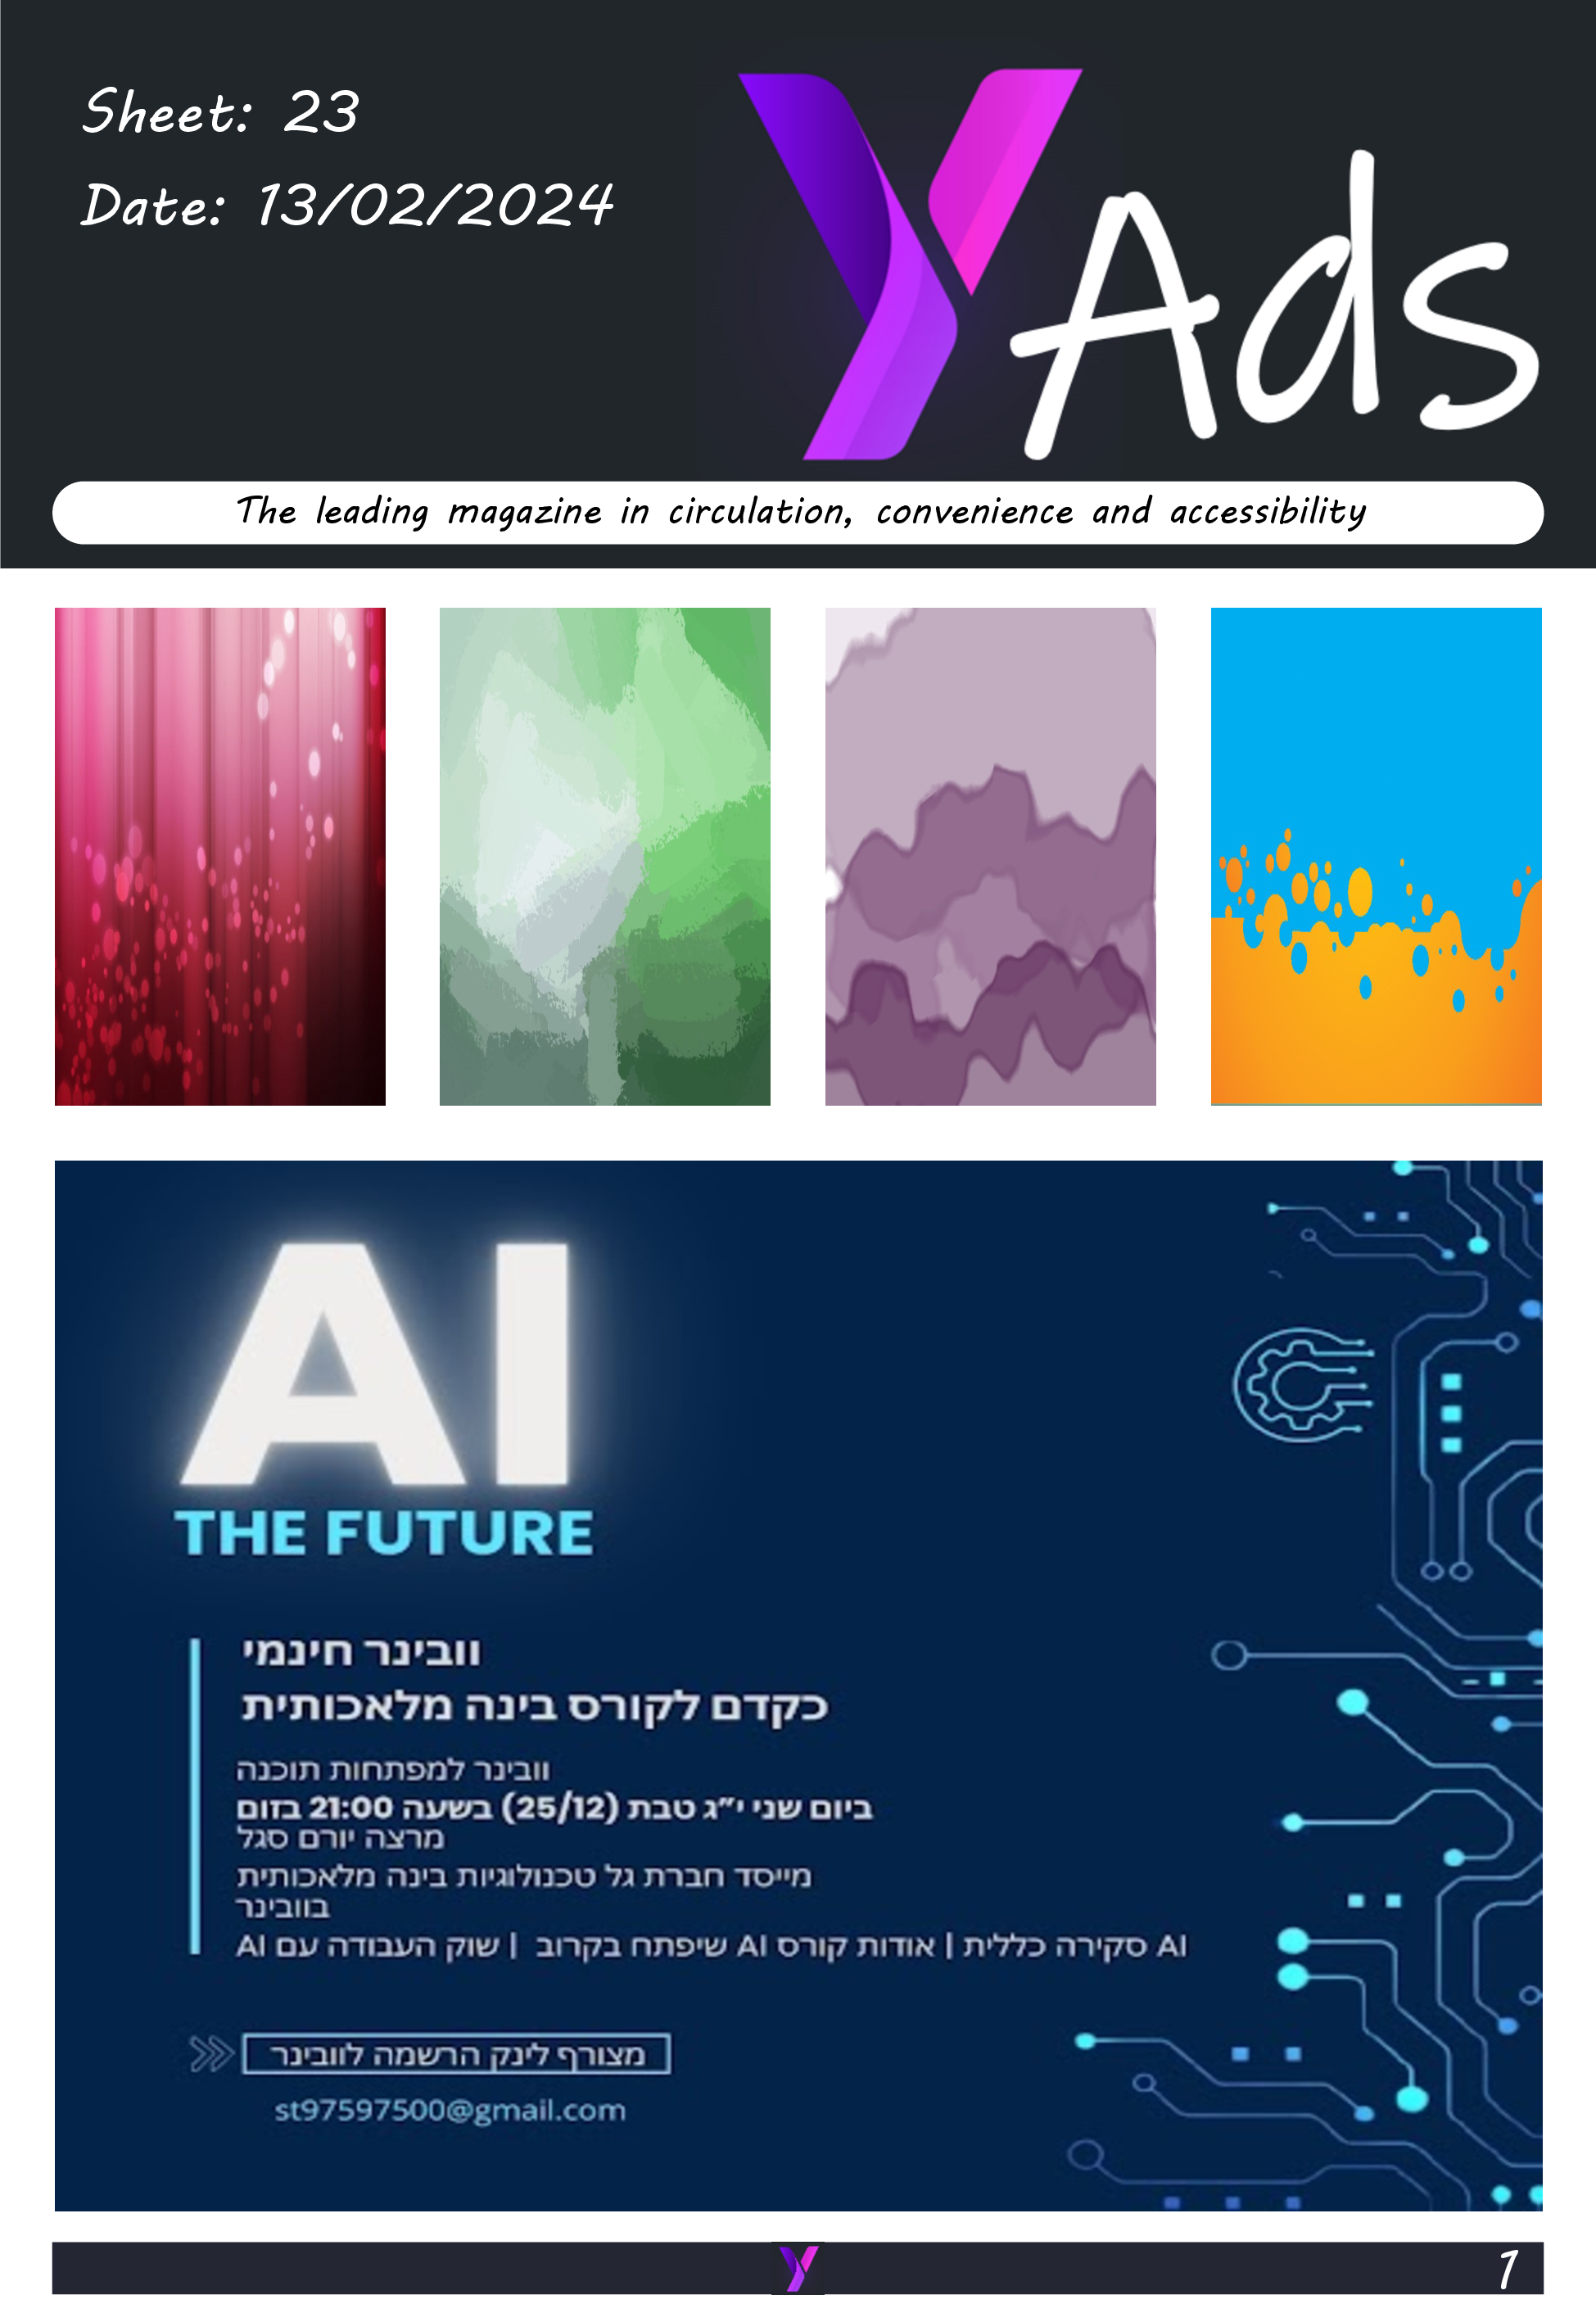 Sheet: 23
Date: 13/02/2024
Y Ads
The leading magazine in circulation, convenience and accessibility
AI
THE FUTURE
וובינר חינמי
כקדם לקורס בינה מלאכותית
וובינר למפתחות תוכנה
ביום שני י״ג טבת (25/12) בשעה 21:00 בזום
מרצה יורם סגל
מייסד חברת גל טכנולוגיות בינה מלאכותית
בוובינר
AI סקירה כללית | אודות קורס AI שיפתח בקרוב | שוק העבודה עם AI
מצורף לינק הרשמה לוובינר
st97597500@gmail.com
Y
1